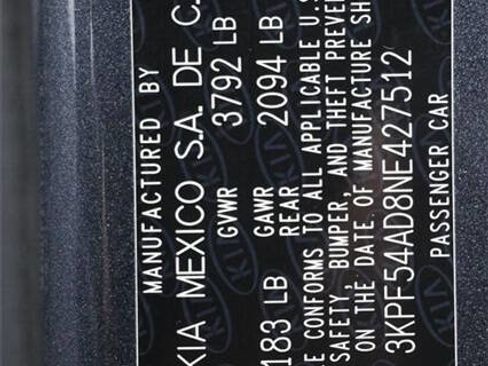 MANUFACTURED BY
KIA MEXICO S.A. DE C.
GVWR 3792 LB
183 LB GAWR REAR 2094 LB
E CONFORMS TO ALL APPLICABLE U.S
SAFETY, BUMPER, AND THEFT PREVE
ON THE DATE OF MANUFACTURE SH
3KPF54AD8NE427512
PASSENGER CAR